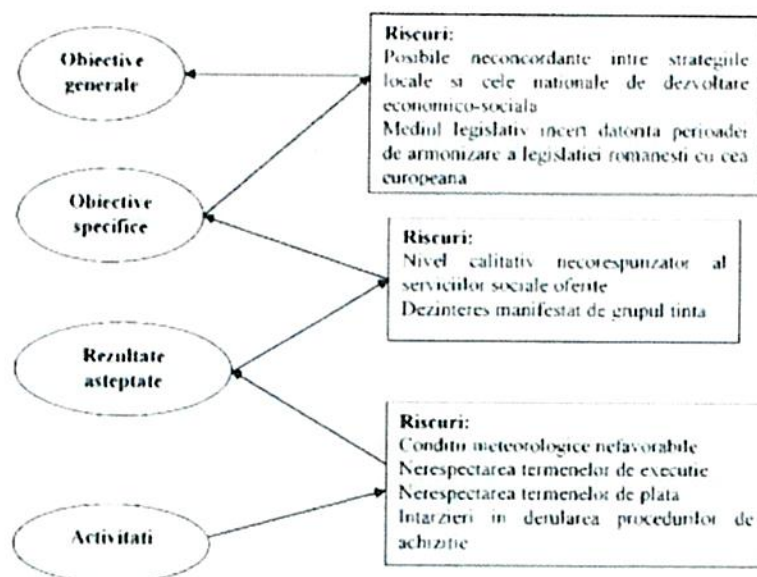 Obiective
generale
Riscuri:
Posibile neconcordante intre strategiile
locale si cele nationale de dezvoltare
economico-sociala
Mediul legislativ incert datorita perioadei
de armonizare a legislatiei romanesti cu cea
europeana
Obiective
specifice
Riscuri:
Nivel calitativ necorespunzator al
serviciilor sociale oferite
Dezinteres manifestat de grupul tinta
Rezultate
asteptate
Riscuri:
Conditii meteorologice nefavorabile
Nerespectarea termenelor de executie
Nerespectarea termenelor de plata
Intarzieri in derularea procedurilor de
achizitie
Activitati